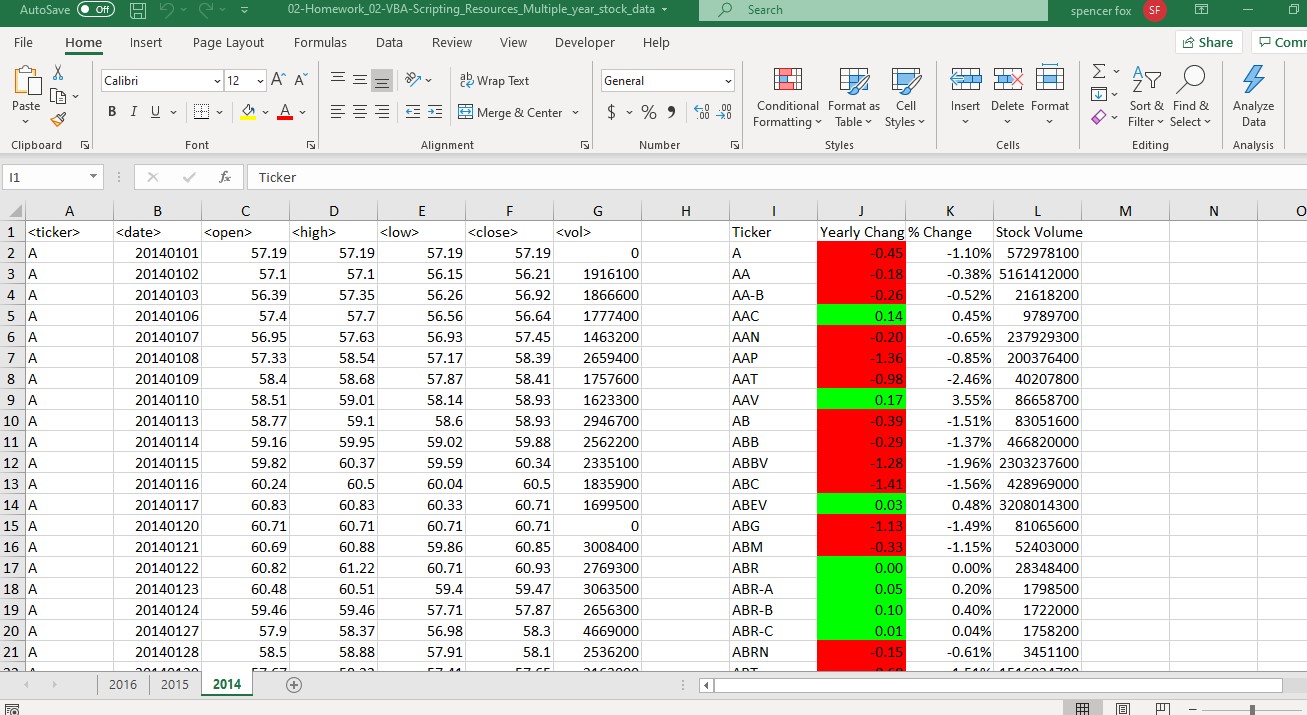 AutoSave Off 02-Homework_02-VBA-Scripting_Resources_Multiple_year_stock_data Search spencer fox SF
File Home Insert Page Layout Formulas Data Review View Developer Help Share Comm
Calibri 12 A A Wrap Text General
Paste B I U A Merge & Center $ % Conditional Formatting Format as Table Cell Styles Insert Delete Format Sort & Filter Find & Select Analyze Data
Clipboard Font Alignment Number Styles Cells Editing Analysis
I1 fx Ticker
A B C D E F G H I J K L M N O
1 <ticker> <date> <open> <high> <low> <close> <vol> Ticker Yearly Chang % Change Stock Volume
2 A 20140101 57.19 57.19 57.19 57.19 0 A -0.45 -1.10% 572978100
3 A 20140102 57.1 57.1 56.15 56.21 1916100 AA -0.18 -0.38% 5161412000
4 A 20140103 56.39 57.35 56.26 56.92 1866600 AA-B -0.26 -0.52% 21618200
5 A 20140106 57.4 57.7 56.56 56.64 1777400 AAC 0.14 0.45% 9789700
6 A 20140107 56.95 57.63 56.93 57.45 1463200 AAN -0.20 -0.65% 237929300
7 A 20140108 57.33 58.54 57.17 58.39 2659400 AAP -1.36 -0.85% 200376400
8 A 20140109 58.4 58.68 57.87 58.41 1757600 AAT -0.98 -2.46% 40207800
9 A 20140110 58.51 59.01 58.14 58.93 1623300 AAV 0.17 3.55% 86658700
10 A 20140113 58.77 59.1 58.6 58.93 2946700 AB -0.39 -1.51% 83051600
11 A 20140114 59.16 59.95 59.02 59.88 2562200 ABB -0.29 -1.37% 466820000
12 A 20140115 59.82 60.37 59.59 60.34 2335100 ABBV -1.28 -1.96% 2303237600
13 A 20140116 60.24 60.5 60.04 60.5 1835900 ABC -1.41 -1.56% 428969000
14 A 20140117 60.83 60.83 60.33 60.71 1699500 ABEV 0.03 0.48% 3208014300
15 A 20140120 60.71 60.71 60.71 60.71 0 ABG -1.13 -1.49% 81065600
16 A 20140121 60.69 60.88 59.86 60.85 3008400 ABM -0.33 -1.15% 52403000
17 A 20140122 60.82 61.22 60.71 60.93 2769300 ABR 0.00 0.00% 28348400
18 A 20140123 60.48 60.51 59.4 59.47 3063500 ABR-A 0.05 0.20% 1798500
19 A 20140124 59.46 59.46 57.71 57.87 2656300 ABR-B 0.10 0.40% 1722000
20 A 20140127 57.9 58.37 56.98 58.3 4669000 ABR-C 0.01 0.04% 1758200
21 A 20140128 58.5 58.88 57.91 58.1 2536200 ABRN -0.15 -0.61% 3451100
2016 2015 2014